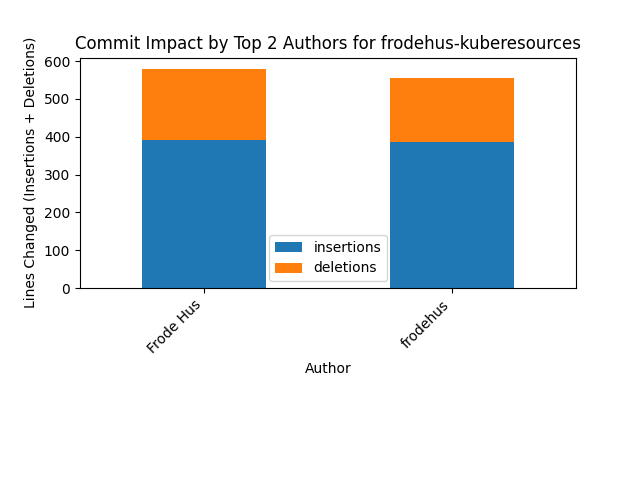 Commit Impact by Top 2 Authors for frodehus-kuberesources
Lines Changed (Insertions + Deletions)
600
500
400
300
200
100
0
insertions
deletions
Frode Hus
frodehus
Author